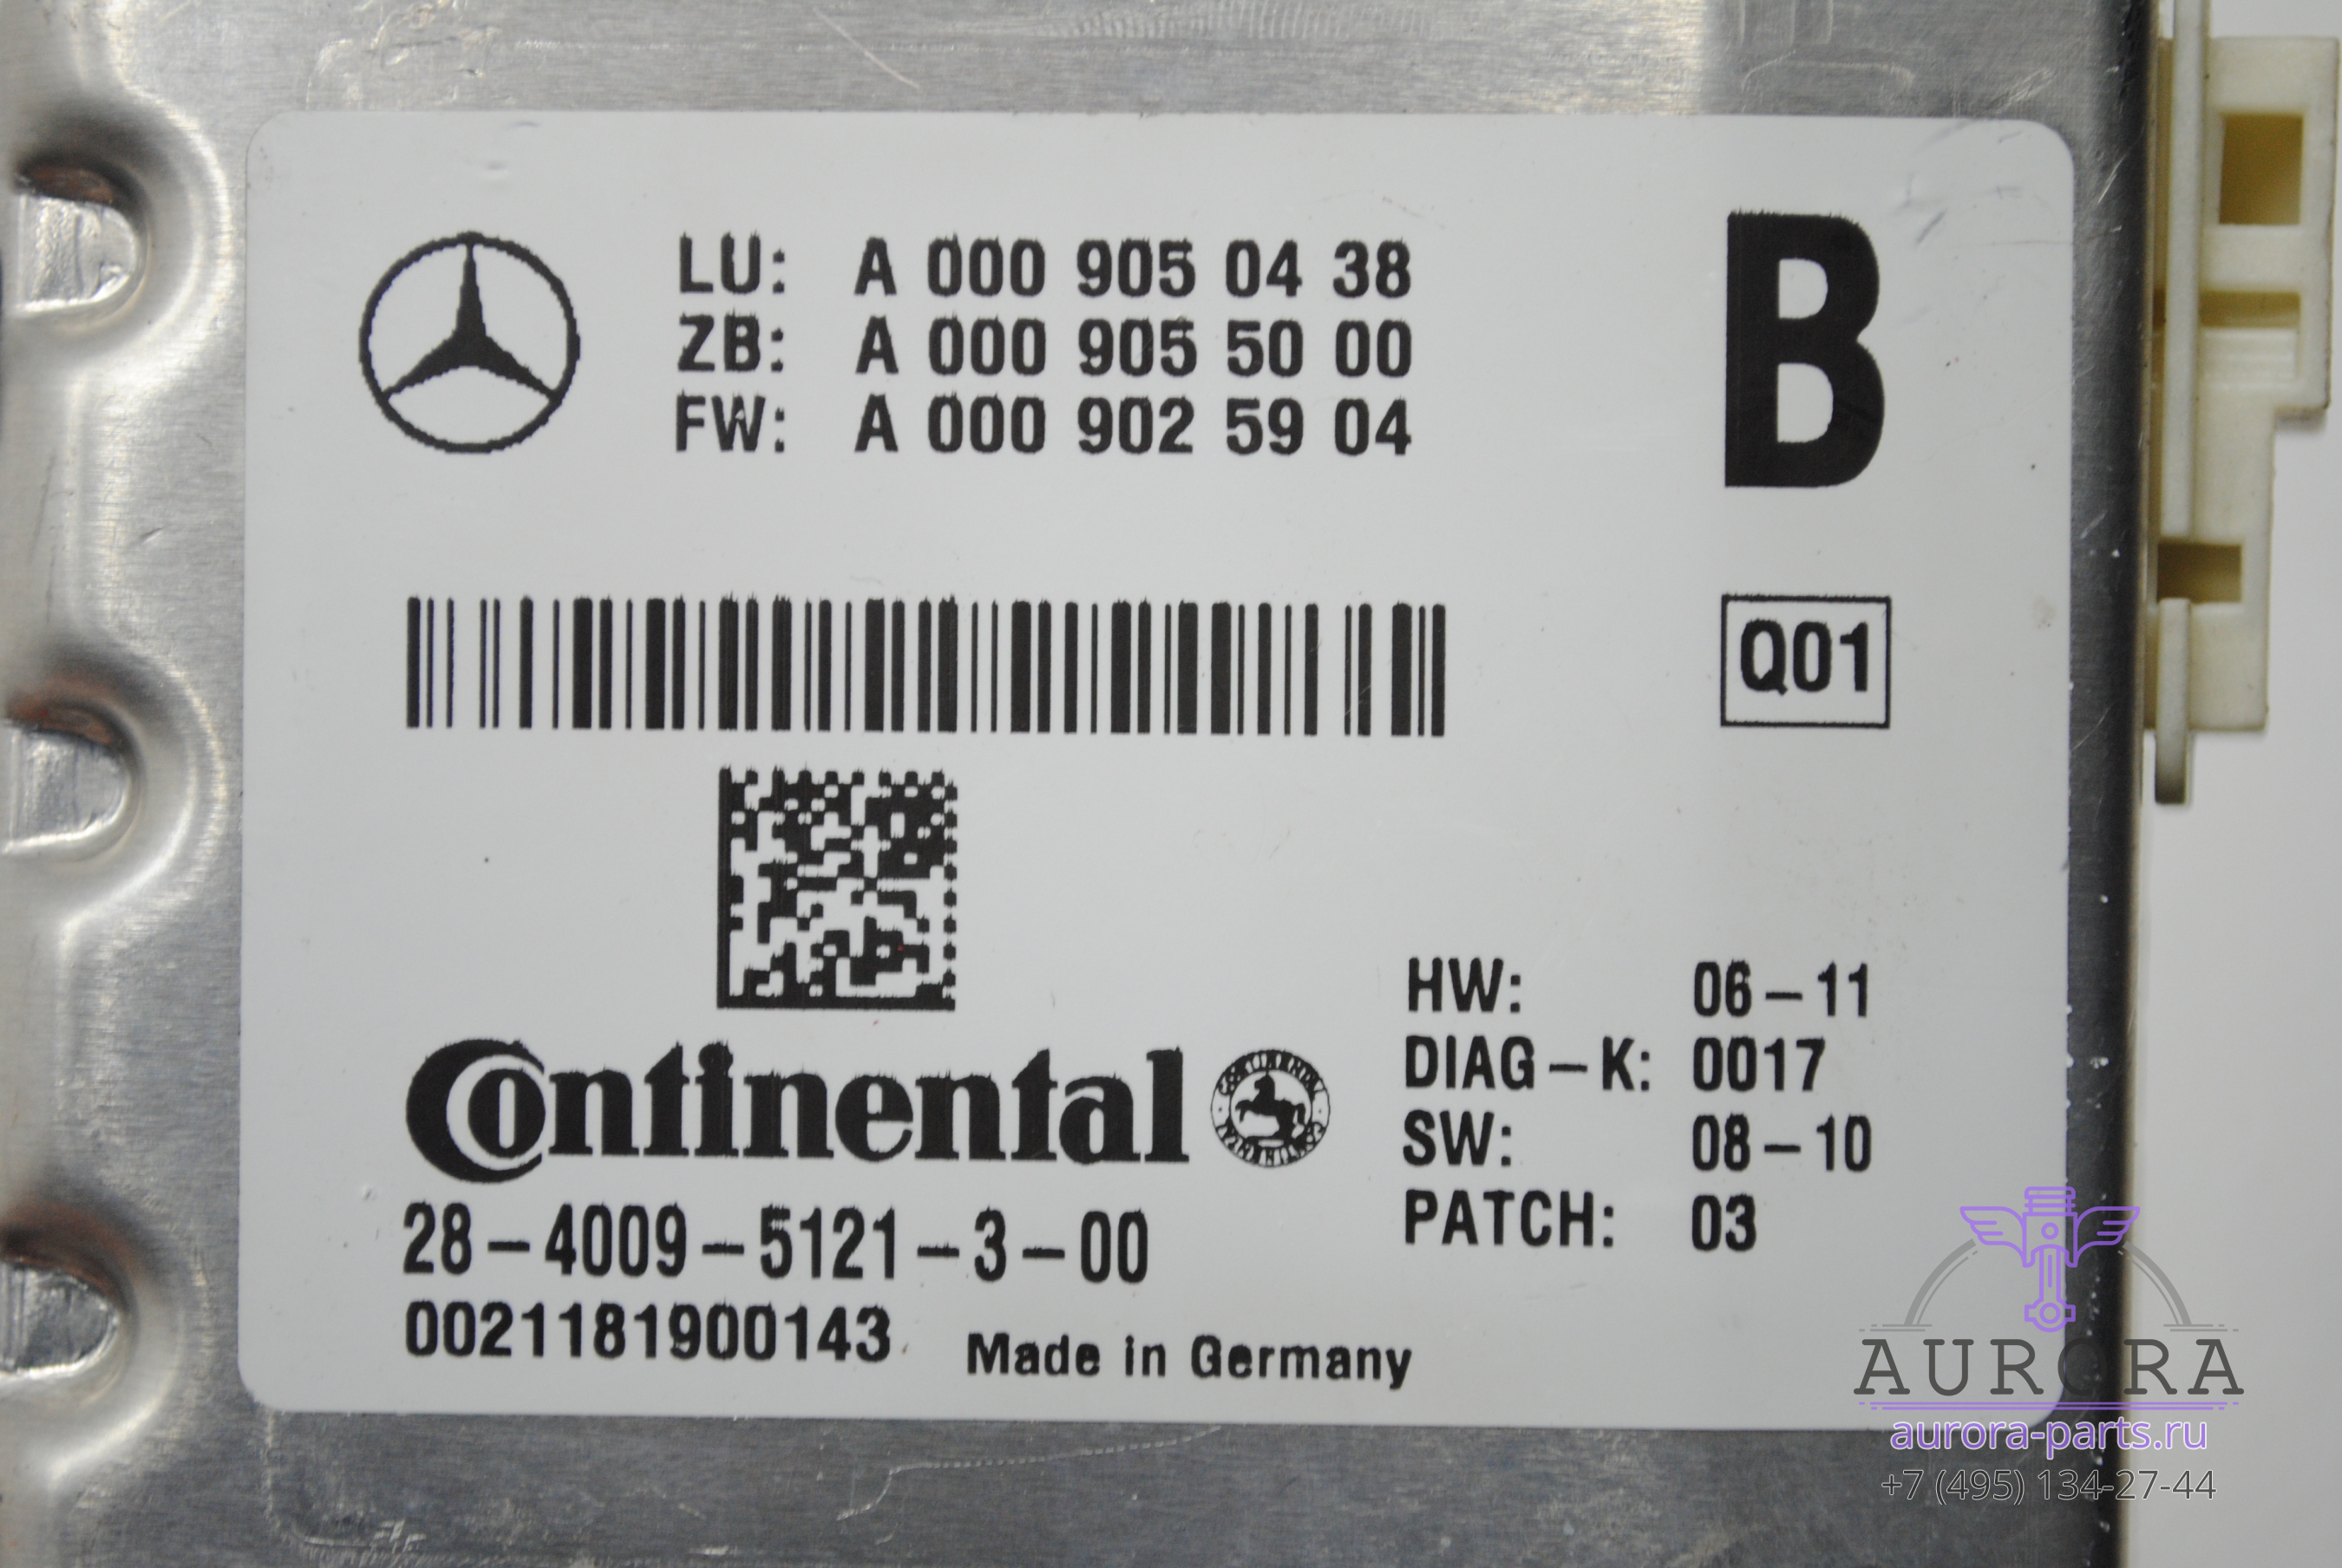 LU: A 000 905 04 38
ZB: A 000 905 50 00
FW: A 000 902 59 04
B
Q01
HW: 06-11
DIAG-K: 0017
SW: 08-10
PATCH: 03
Continental
28-4009-5121-3-00
0021181900143
Made in Germany
AURORA
aurora-parts.ru
+7 (495) 134-27-44